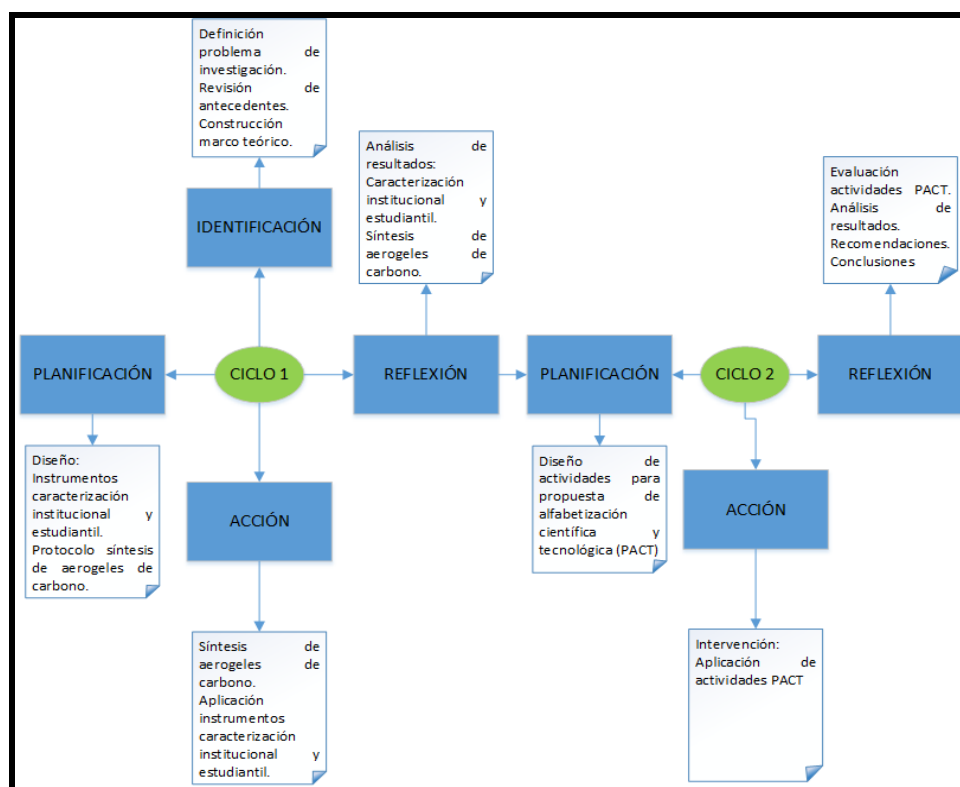 Definición
problema de
investigación.
Revisión de
antecedentes.
Construcción
marco teórico.
IDENTIFICACIÓN
Análisis de
resultados:
Caracterización
institucional y
estudiantil.
Síntesis de
aerogeles de
carbono.
Evaluación
actividades PACT.
Análisis de
resultados.
Recomendaciones.
Conclusiones
PLANIFICACIÓN
CICLO 1
REFLEXIÓN
PLANIFICACIÓN
CICLO 2
REFLEXIÓN
Diseño:
Instrumentos
caracterización
institucional y
estudiantil.
Protocolo síntesis
de aerogeles de
carbono.
ACCIÓN
Diseño de
actividades para
propuesta de
alfabetización
científica y
tecnológica (PACT)
ACCIÓN
Síntesis de
aerogeles de
carbono.
Aplicación
instrumentos
caracterización
institucional y
estudiantil.
Intervención:
Aplicación de
actividades PACT